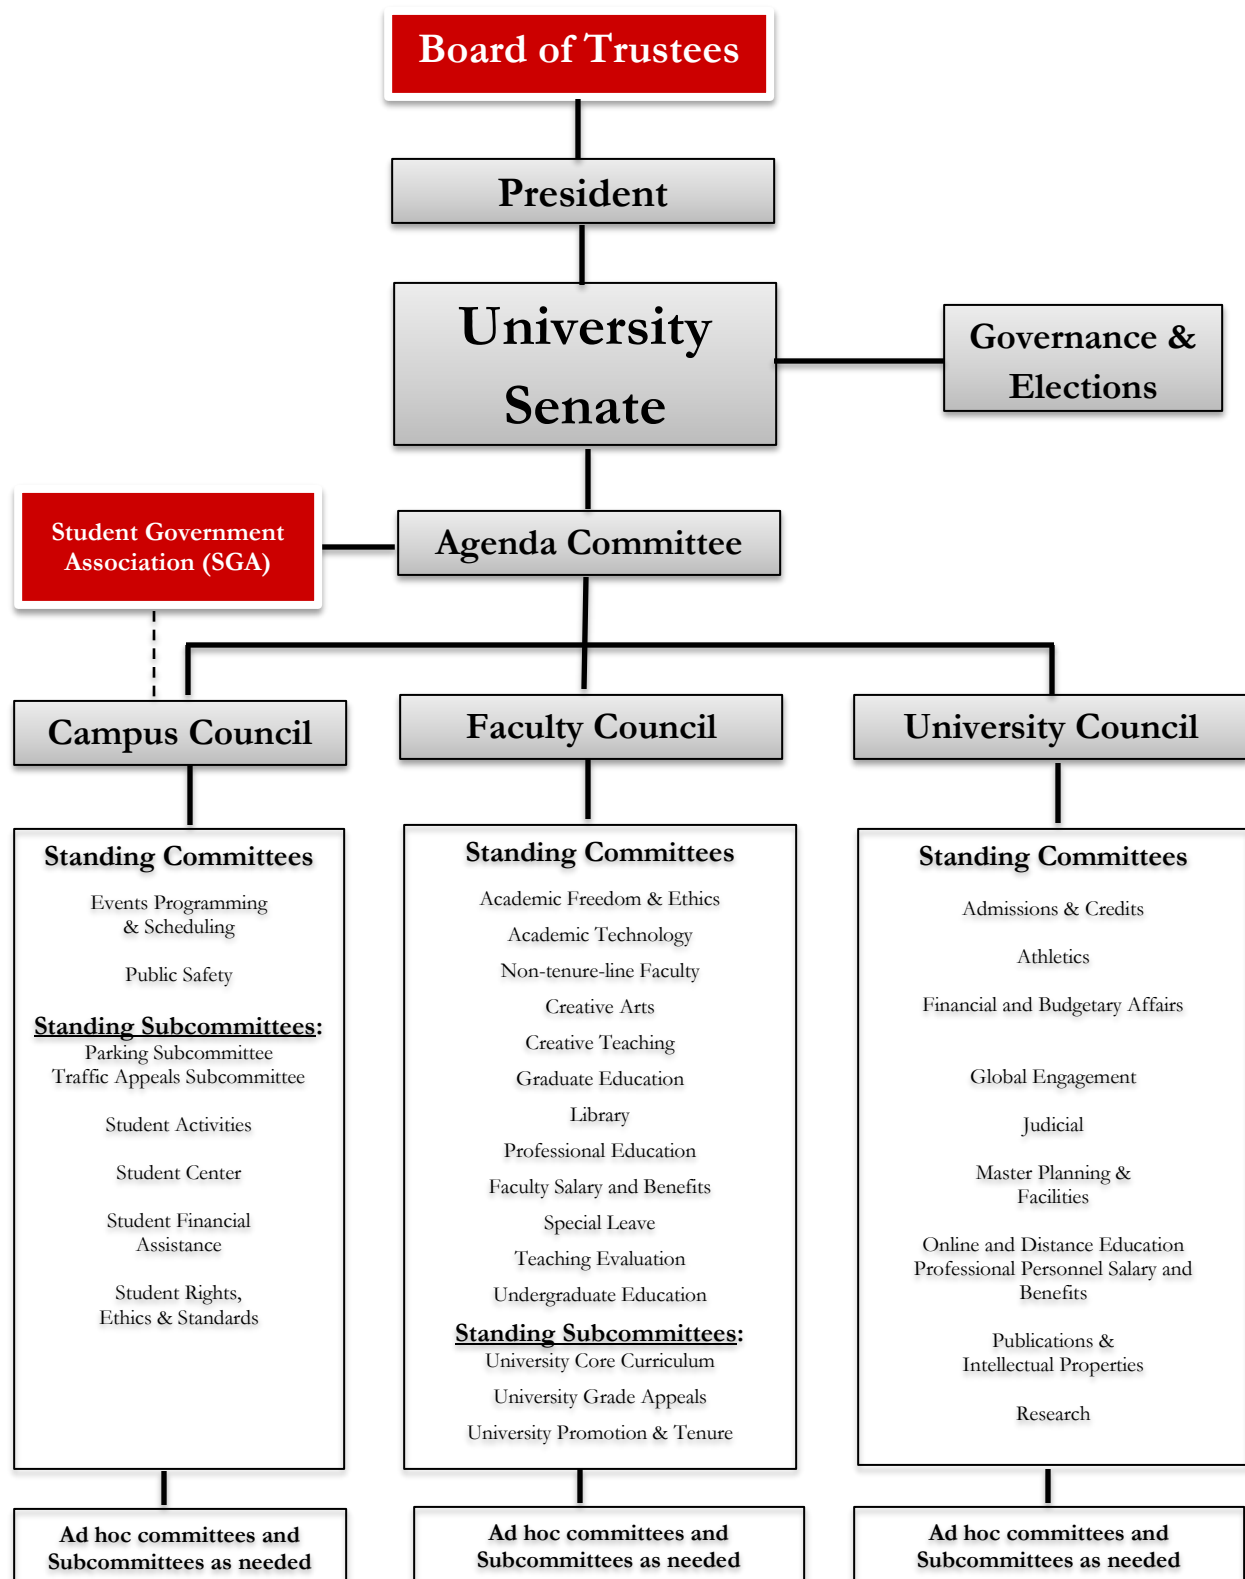 Board of Trustees
President
University
Senate
Governance &
Elections
Student Government
Association (SGA)
Agenda Committee
Campus Council
Faculty Council
University Council
Standing Committees
Events Programming
& Scheduling
Public Safety
Standing Subcommittees:
Parking Subcommittee
Traffic Appeals Subcommittee
Student Activities
Student Center
Student Financial
Assistance
Student Rights,
Ethics & Standards
Standing Committees
Academic Freedom & Ethics
Academic Technology
Non-tenure-line Faculty
Creative Arts
Creative Teaching
Graduate Education
Library
Professional Education
Faculty Salary and Benefits
Special Leave
Teaching Evaluation
Undergraduate Education
Standing Subcommittees:
University Core Curriculum
University Grade Appeals
University Promotion & Tenure
Standing Committees
Admissions & Credits
Athletics
Financial and Budgetary Affairs
Global Engagement
Judicial
Master Planning &
Facilities
Online and Distance Education
Professional Personnel Salary and
Benefits
Publications &
Intellectual Properties
Research
Ad hoc committees and
Subcommittees as needed
Ad hoc committees and
Subcommittees as needed
Ad hoc committees and
Subcommittees as needed